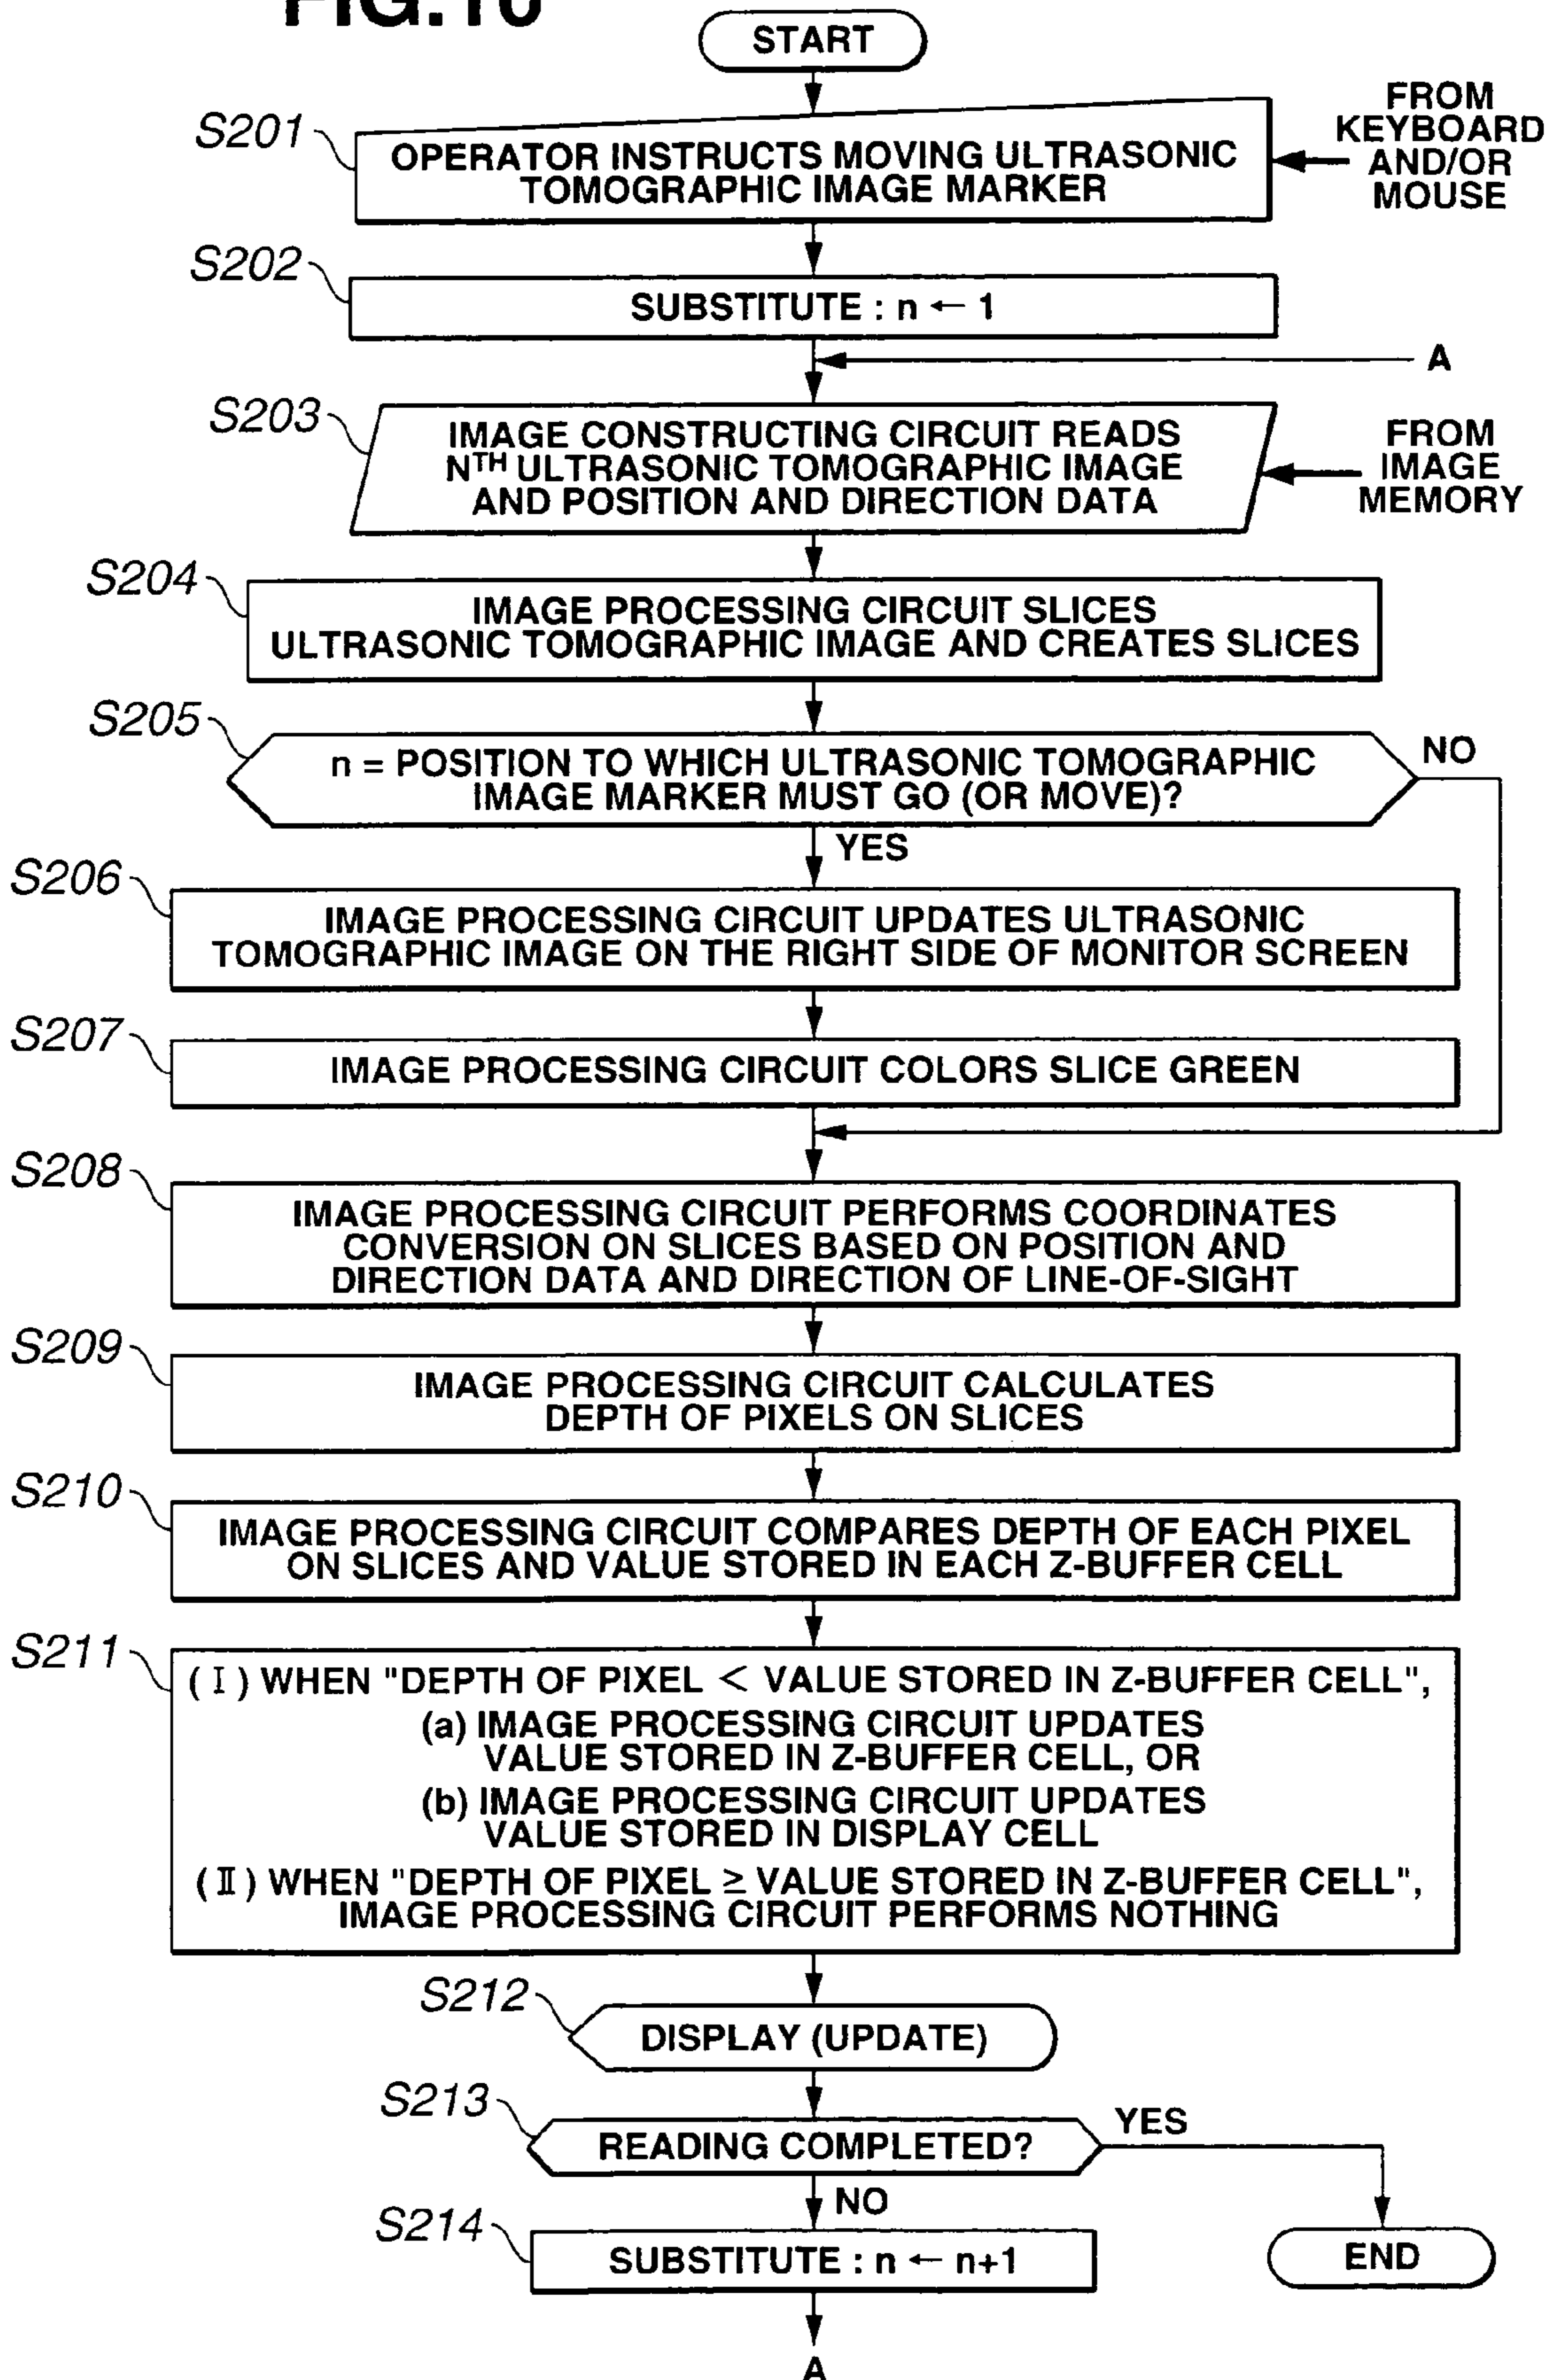 FIG.10
START
S201
OPERATOR INSTRUCTS MOVING ULTRASONIC
TOMOGRAPHIC IMAGE MARKER
FROM
KEYBOARD
AND/OR
MOUSE
S202
SUBSTITUTE : n ← 1
A
S203
IMAGE CONSTRUCTING CIRCUIT READS
NTH ULTRASONIC TOMOGRAPHIC IMAGE
AND POSITION AND DIRECTION DATA
FROM
IMAGE
MEMORY
S204
IMAGE PROCESSING CIRCUIT SLICES
ULTRASONIC TOMOGRAPHIC IMAGE AND CREATES SLICES
S205
n = POSITION TO WHICH ULTRASONIC TOMOGRAPHIC
IMAGE MARKER MUST GO (OR MOVE)?
NO
YES
S206
IMAGE PROCESSING CIRCUIT UPDATES ULTRASONIC
TOMOGRAPHIC IMAGE ON THE RIGHT SIDE OF MONITOR SCREEN
S207
IMAGE PROCESSING CIRCUIT COLORS SLICE GREEN
S208
IMAGE PROCESSING CIRCUIT PERFORMS COORDINATES
CONVERSION ON SLICES BASED ON POSITION AND
DIRECTION DATA AND DIRECTION OF LINE-OF-SIGHT
S209
IMAGE PROCESSING CIRCUIT CALCULATES
DEPTH OF PIXELS ON SLICES
S210
IMAGE PROCESSING CIRCUIT COMPARES DEPTH OF EACH PIXEL
ON SLICES AND VALUE STORED IN EACH Z-BUFFER CELL
S211
(I) WHEN "DEPTH OF PIXEL < VALUE STORED IN Z-BUFFER CELL",
(a) IMAGE PROCESSING CIRCUIT UPDATES
VALUE STORED IN Z-BUFFER CELL, OR
(b) IMAGE PROCESSING CIRCUIT UPDATES
VALUE STORED IN DISPLAY CELL
(II) WHEN "DEPTH OF PIXEL ≥ VALUE STORED IN Z-BUFFER CELL",
IMAGE PROCESSING CIRCUIT PERFORMS NOTHING
S212
DISPLAY (UPDATE)
S213
READING COMPLETED?
YES
NO
S214
SUBSTITUTE : n ← n+1
END
A